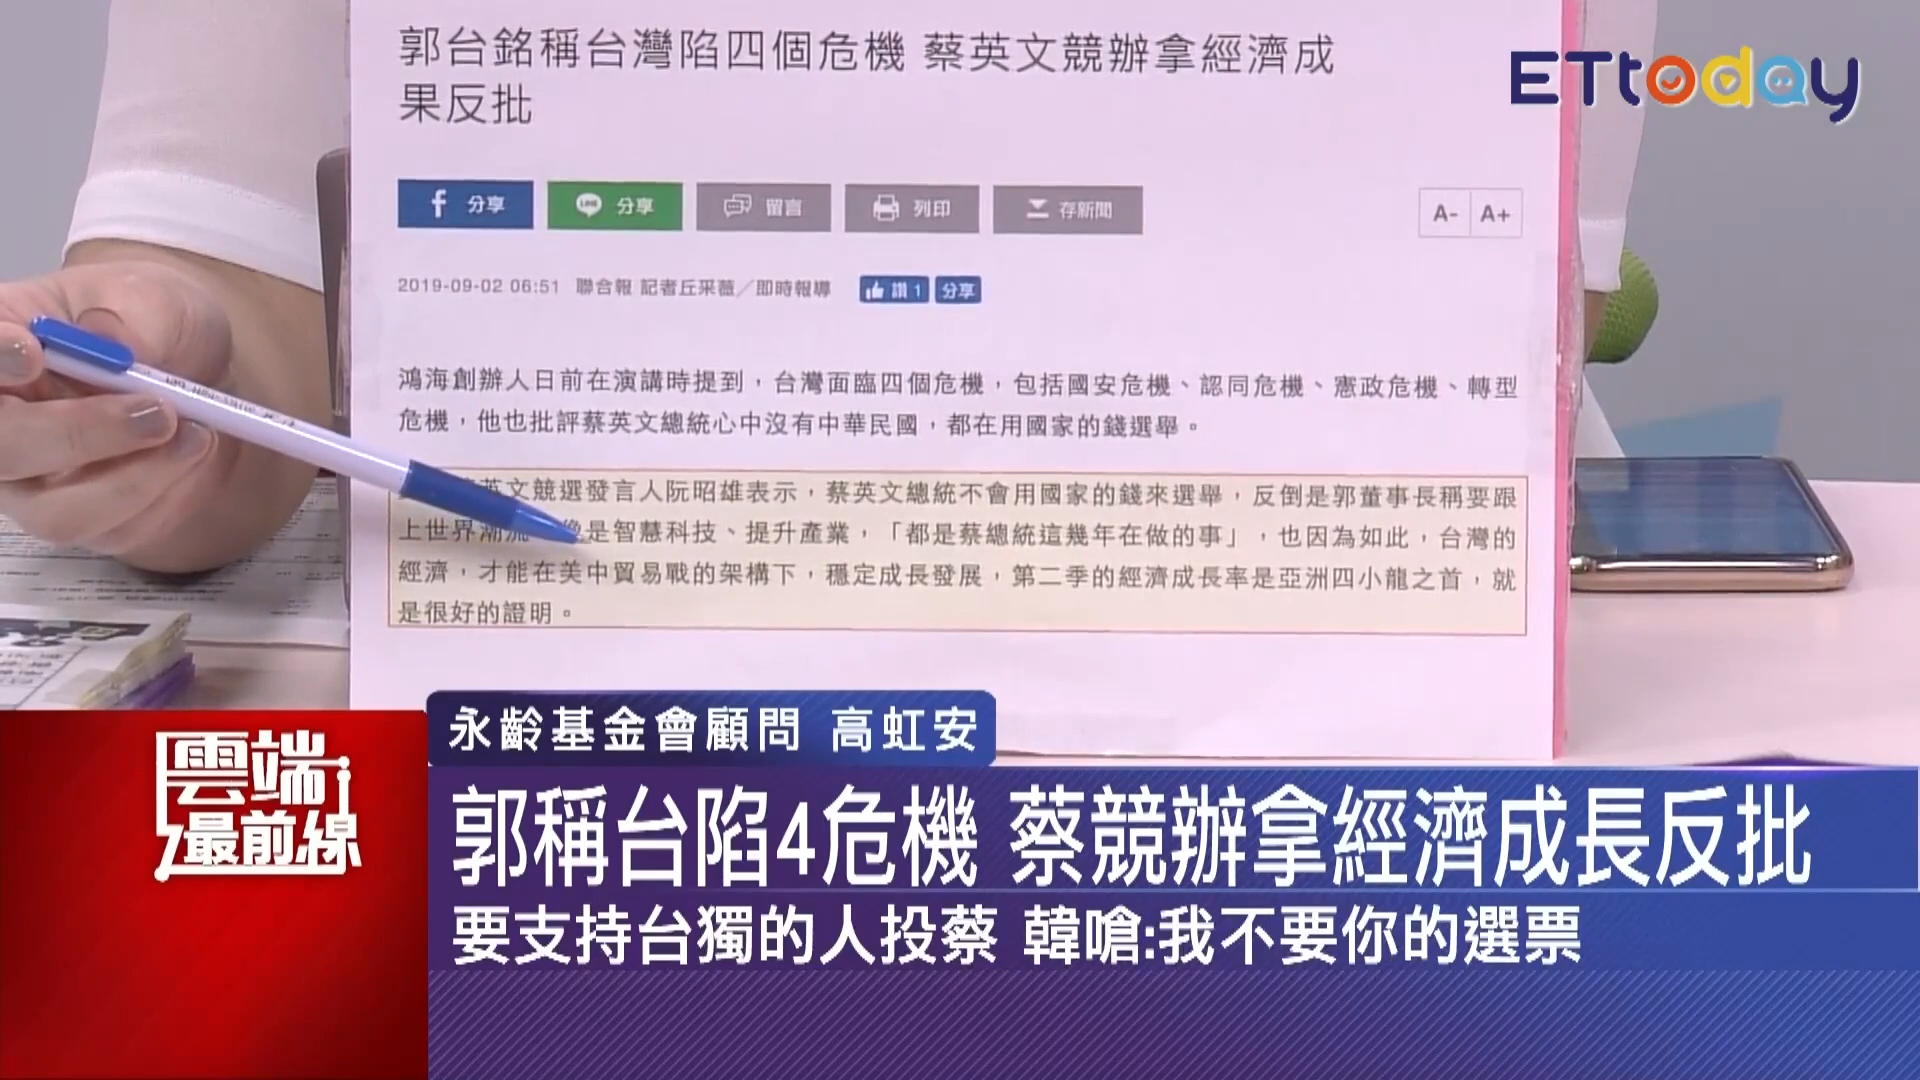 郭台銘稱台灣陷四個危機 蔡英文競辦拿經濟成
果反批
ETtoday
分享 分享 留言 列印 存新聞 A- A+
2019-09-02 06:51 聯合報 記者丘采薇／即時報導 讚 1 分享
鴻海創辦人日前在演講時提到，台灣面臨四個危機，包括國安危機、認同危機、憲政危機、轉型
危機，他也批評蔡英文總統心中沒有中華民國，都在用國家的錢選舉。
英文競選發言人阮昭雄表示，蔡英文總統不會用國家的錢來選舉，反倒是郭董事長稱要跟
上世界潮流 像是智慧科技、提升產業，「都是蔡總統這幾年在做的事」，也因為如此，台灣的
經濟，才能在美中貿易戰的架構下，穩定成長發展，第二季的經濟成長率是亞洲四小龍之首，就
是很好的證明。
永齡基金會顧問 高虹安
雲端
最前線
郭稱台陷4危機 蔡競辦拿經濟成長反批
要支持台獨的人投蔡 韓嗆:我不要你的選票